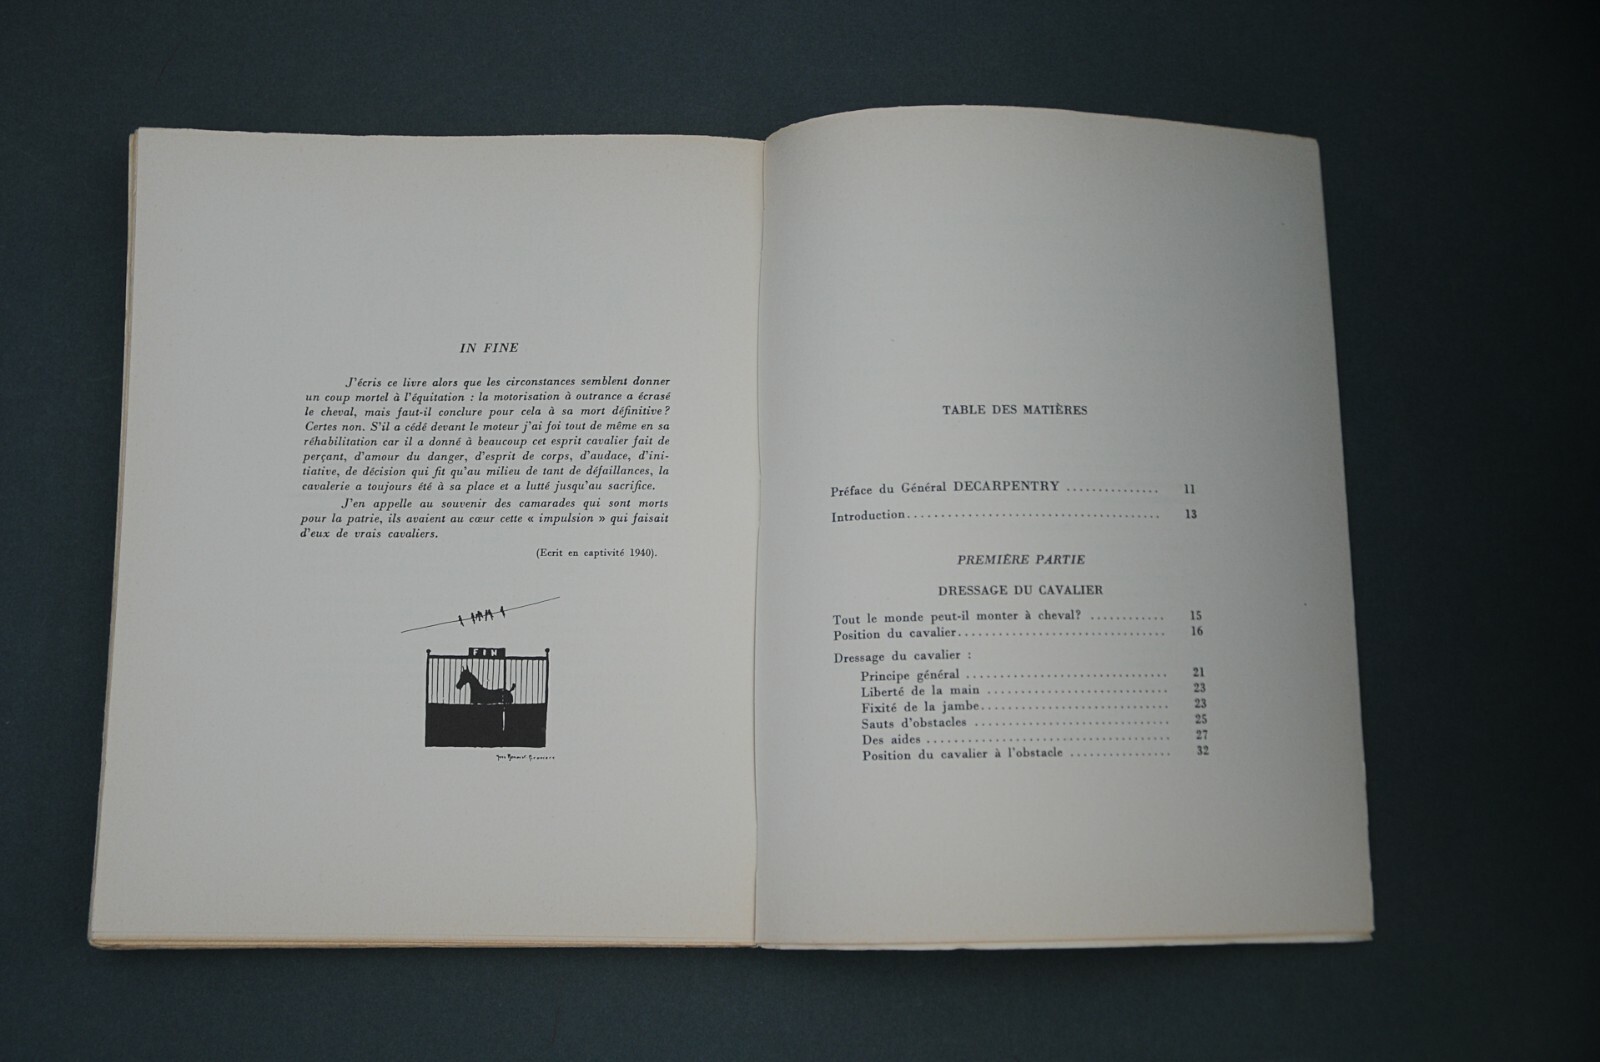 IN FINE
J'écris ce livre alors que les circonstances semblent donner
un coup mortel à l'équitation : la motorisation à outrance a écrasé
le cheval, mais faut-il conclure pour cela à sa mort définitive ?
Certes non. S'il a cédé devant le moteur j'ai foi tout de même en sa
réhabilitation car il a donné à beaucoup cet esprit cavalier fait de
perçant, d'amour du danger, d'esprit de corps, d'audace, d'ini-
tiative, de décision qui fit qu'au milieu de tant de défaillances, la
cavalerie a toujours été à sa place et a lutté jusqu'au sacrifice.
J'en appelle au souvenir des camarades qui sont morts
pour la patrie, ils avaient au cœur cette « impulsion » qui faisait
d'eux de vrais cavaliers.
(Ecrit en captivité 1940).
FIN
TABLE DES MATIÈRES
Préface du Général DECARPENTRY .............. 11
Introduction...................................... 13
PREMIÈRE PARTIE
DRESSAGE DU CAVALIER
Tout le monde peut-il monter à cheval? ............ 15
Position du cavalier............................... 16
Dressage du cavalier :
Principe général .............................. 21
Liberté de la main ........................... 23
Fixité de la jambe............................ 23
Sauts d'obstacles ............................. 25
Des aides .................................... 27
Position du cavalier à l'obstacle ............... 32